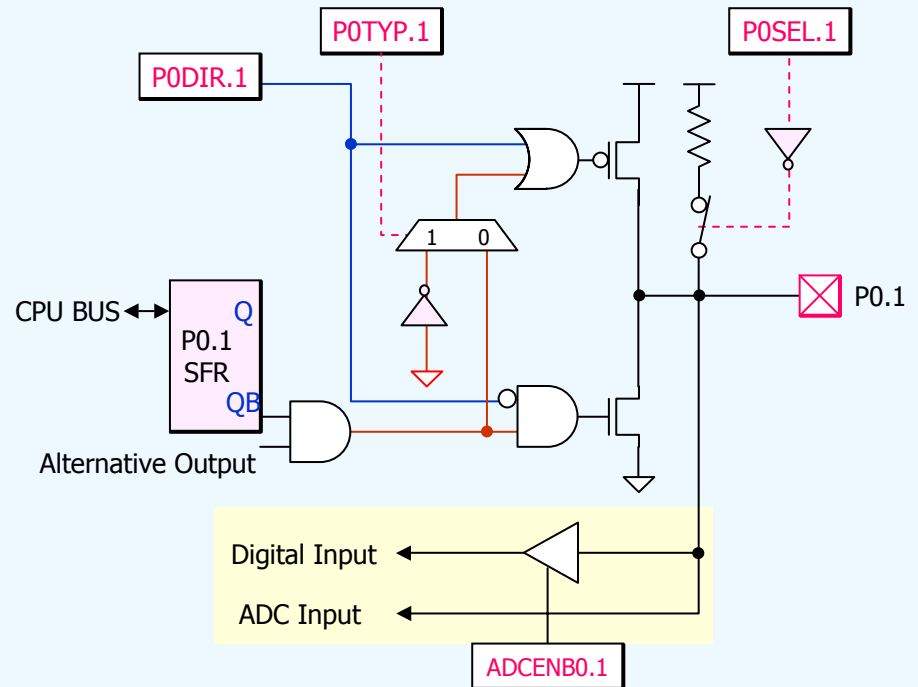 P0TYP.1
P0SEL.1
P0DIR.1
1 0
CPU BUS
Q
P0.1
SFR
QB
P0.1
Alternative Output
Digital Input
ADC Input
ADCENB0.1